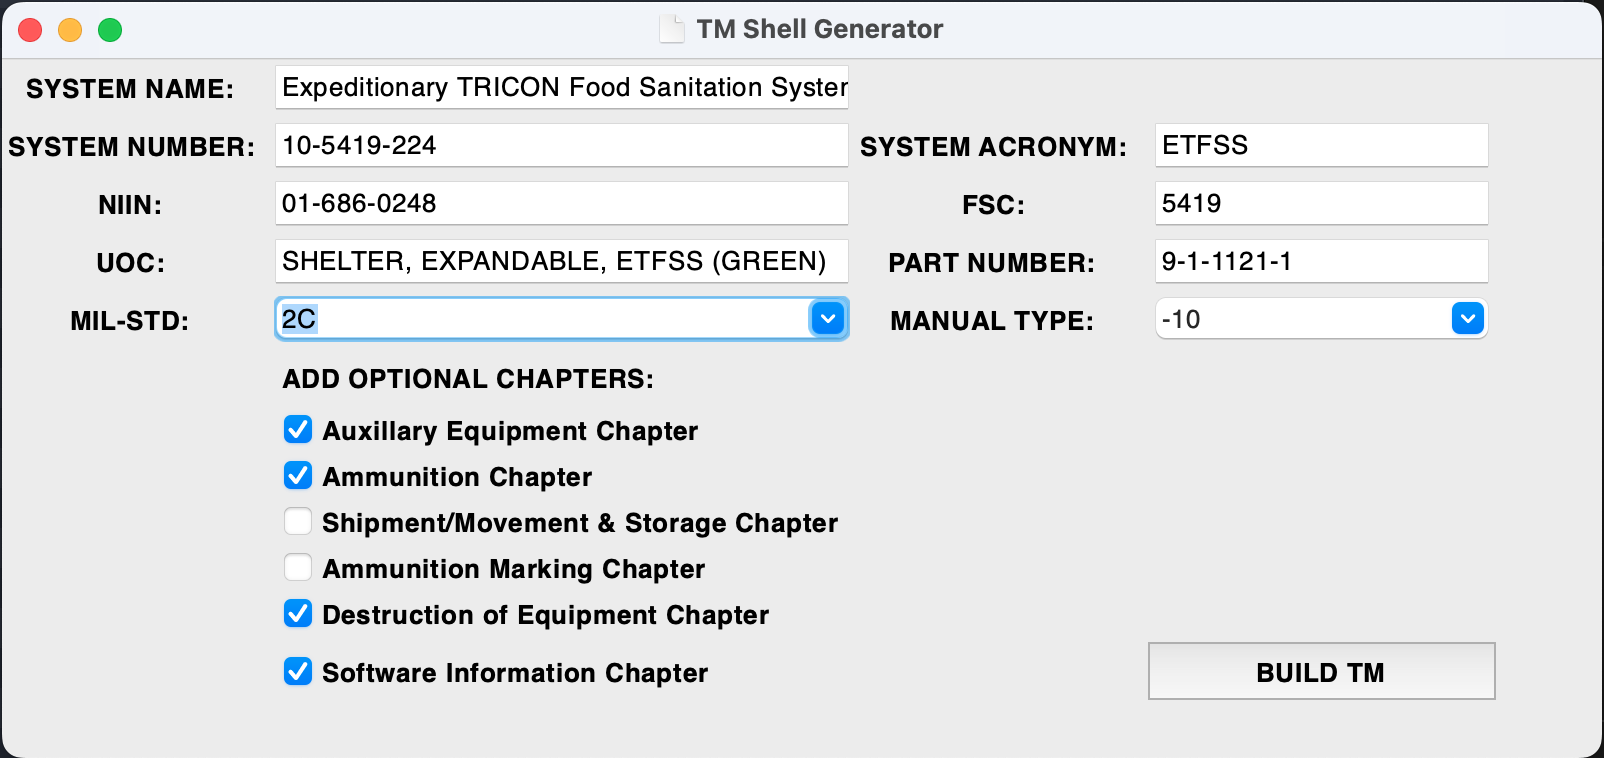 TM Shell Generator
SYSTEM NAME: Expeditionary TRICON Food Sanitation Syster
SYSTEM NUMBER: 10-5419-224 SYSTEM ACRONYM: ETFSS
NIIN: 01-686-0248 FSC: 5419
UOC: SHELTER, EXPANDABLE, ETFSS (GREEN) PART NUMBER: 9-1-1121-1
MIL-STD: 2C MANUAL TYPE: -10
ADD OPTIONAL CHAPTERS:
Auxillary Equipment Chapter
Ammunition Chapter
Shipment/Movement & Storage Chapter
Ammunition Marking Chapter
Destruction of Equipment Chapter
Software Information Chapter BUILD TM